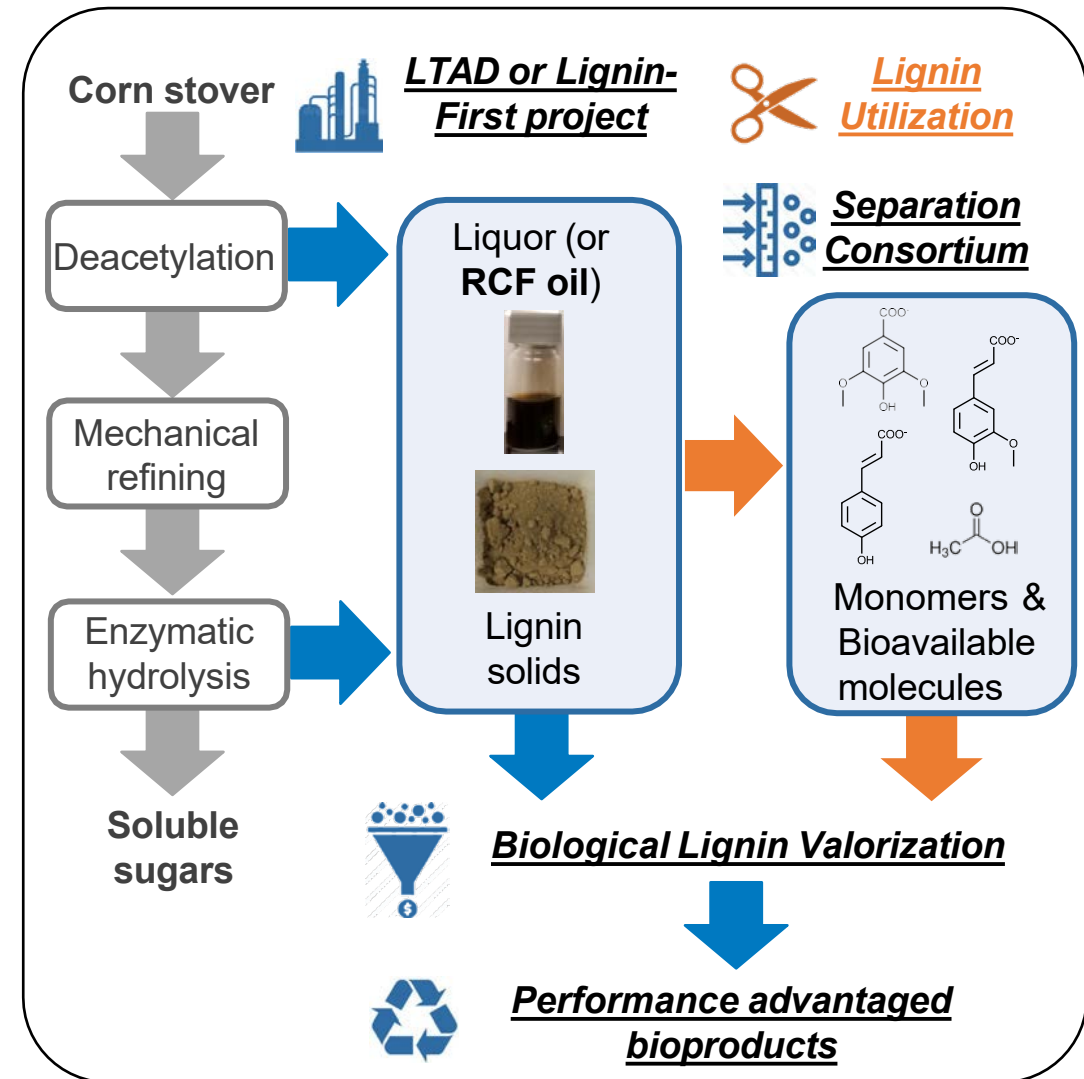 Corn stover
Deacetylation
Mechanical
refining
Enzymatic
hydrolysis
Soluble
sugars
LTAD or Lignin-
First project
Liquor (or
RCF oil)
Lignin
solids
Lignin
Utilization
Separation
Consortium
COO-
O
O
OH
COO-
O
OH
COO-
OH
O
H3C
OH
Monomers &
Bioavailable
molecules
$
Biological Lignin Valorization
Performance advantaged
bioproducts